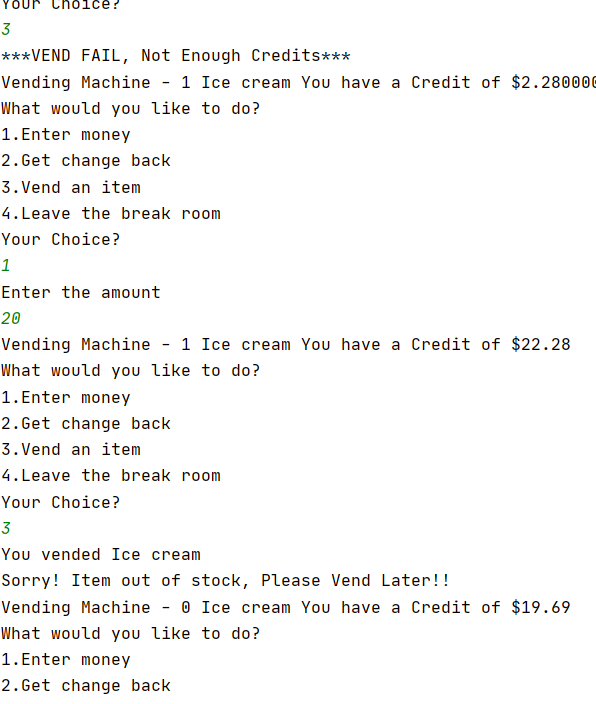 Your Choice?
3
***VEND FAIL, Not Enough Credits***
Vending Machine - 1 Ice cream You have a Credit of $2.280000
What would you like to do?
1.Enter money
2.Get change back
3.Vend an item
4.Leave the break room
Your Choice?
1
Enter the amount
20
Vending Machine - 1 Ice cream You have a Credit of $22.28
What would you like to do?
1.Enter money
2.Get change back
3.Vend an item
4.Leave the break room
Your Choice?
3
You vended Ice cream
Sorry! Item out of stock, Please Vend Later!!
Vending Machine - 0 Ice cream You have a Credit of $19.69
What would you like to do?
1.Enter money
2.Get change back